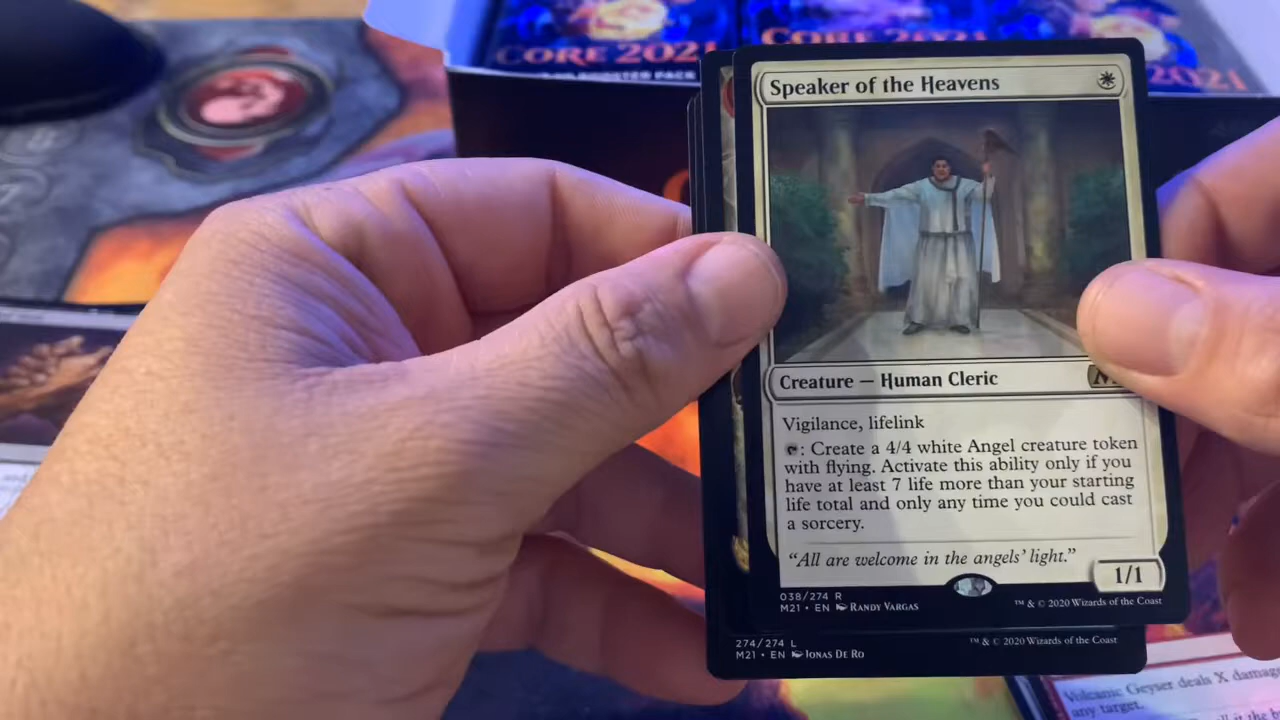 CORE 2021
CORE 2021
2021
BOOSTER PACK
Speaker of the Heavens
Creature — Human Cleric
Vigilance, lifelink
: Create a 4/4 white Angel creature token
with flying. Activate this ability only if you
have at least 7 life more than your starting
life total and only any time you could cast
a sorcery.
“All are welcome in the angels’ light.”
1/1
038/274 R
M21 • EN Randy Vargas
™ & © 2020 Wizards of the Coast
274/274 L
M21 • EN Jonas De Ro
™ & © 2020 Wizards of the Coast
Volcanic Geyser deals X damage
any target.